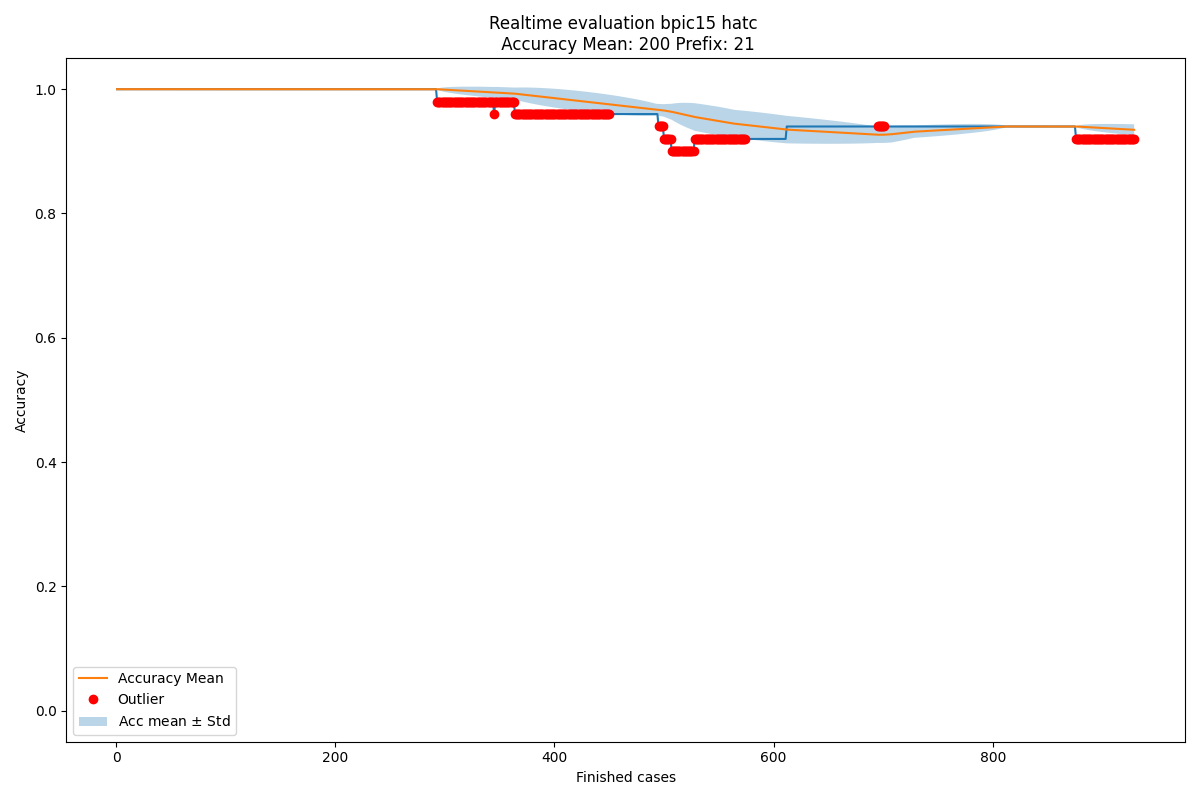 Realtime evaluation bpic15 hatc
Accuracy Mean: 200 Prefix: 21
1.0
0.8
0.6
0.4
0.2
0.0
Accuracy
Accuracy Mean
Outlier
Acc mean ± Std
0
200
400
600
800
Finished cases